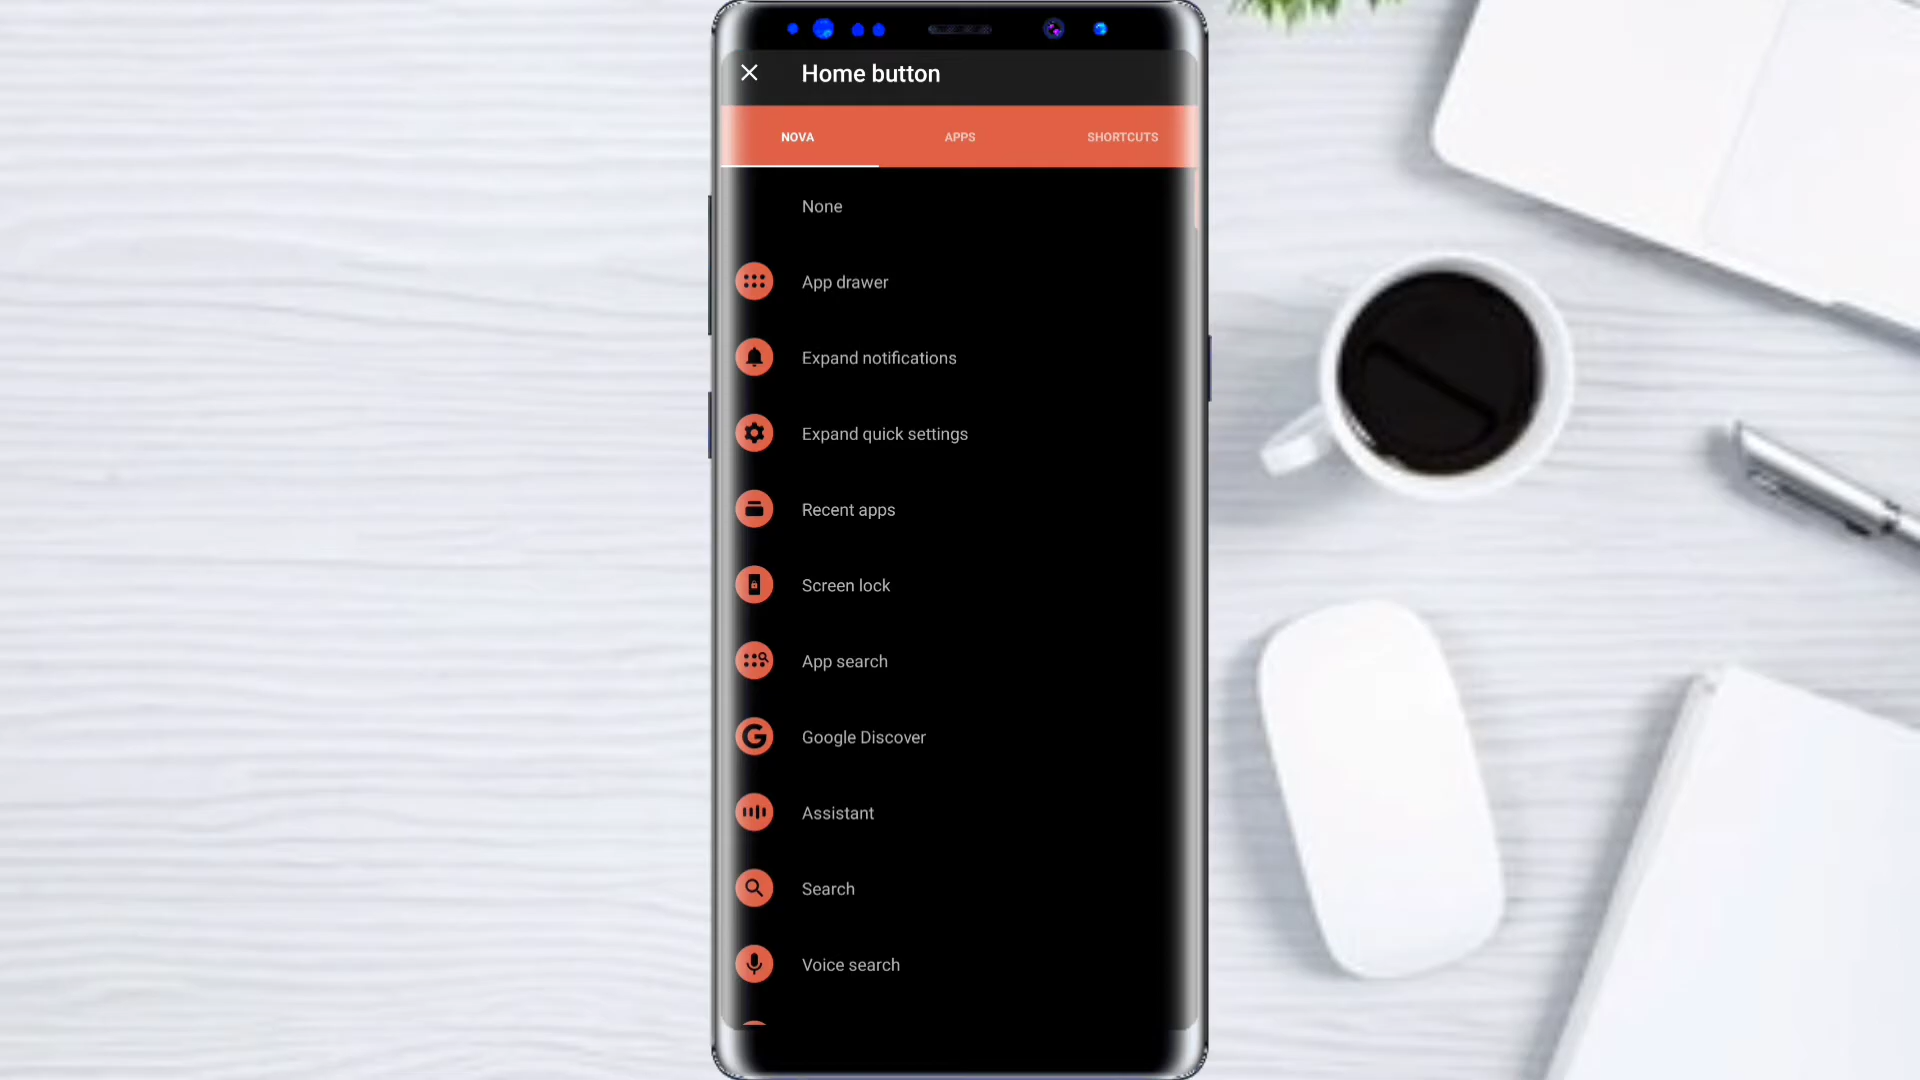 Home button
NOVA
APPS
SHORTCUTS
None
App drawer
Expand notifications
Expand quick settings
Recent apps
Screen lock
App search
Google Discover
Assistant
Search
Voice search